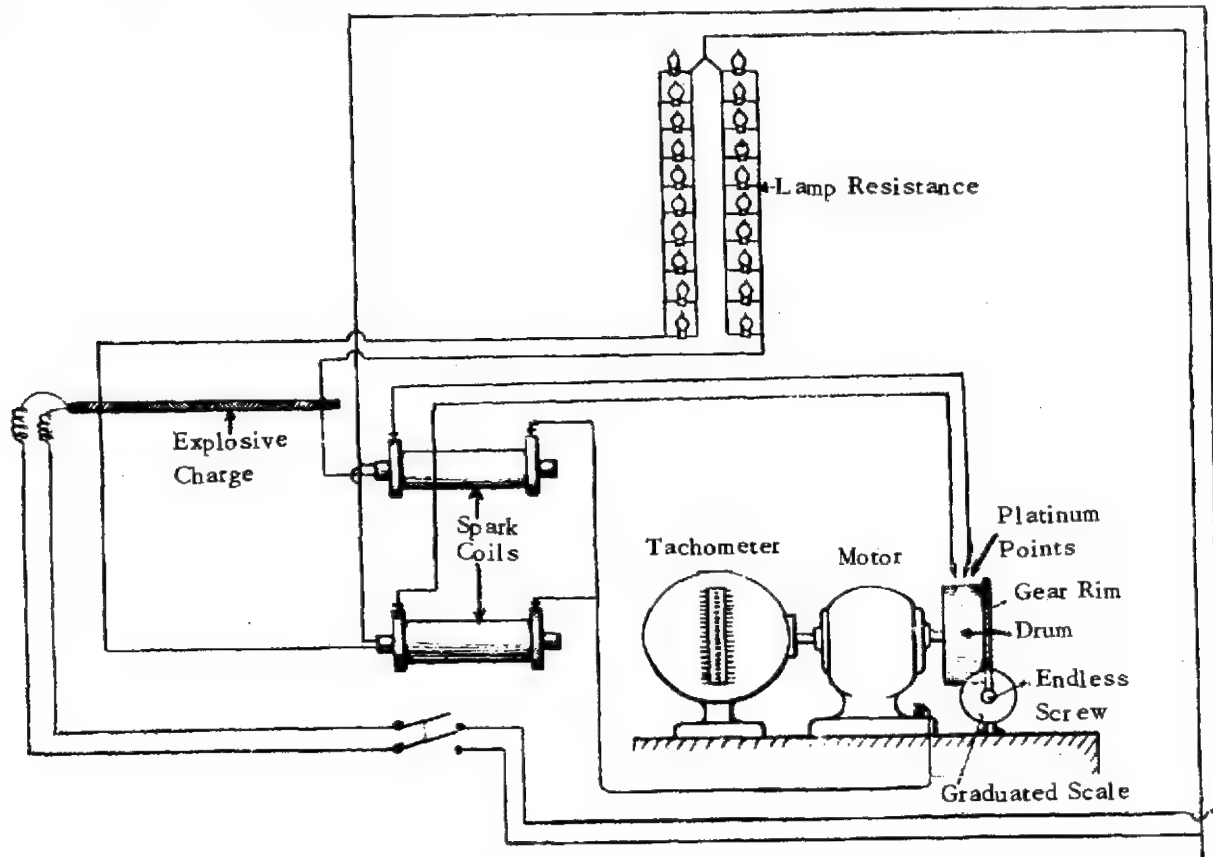 Lamp Resistance
Explosive
Charge
Spark
Coils
Platinum
Points
Tachometer
Motor
Gear Rim
Drum
Endless
Screw
Graduated Scale